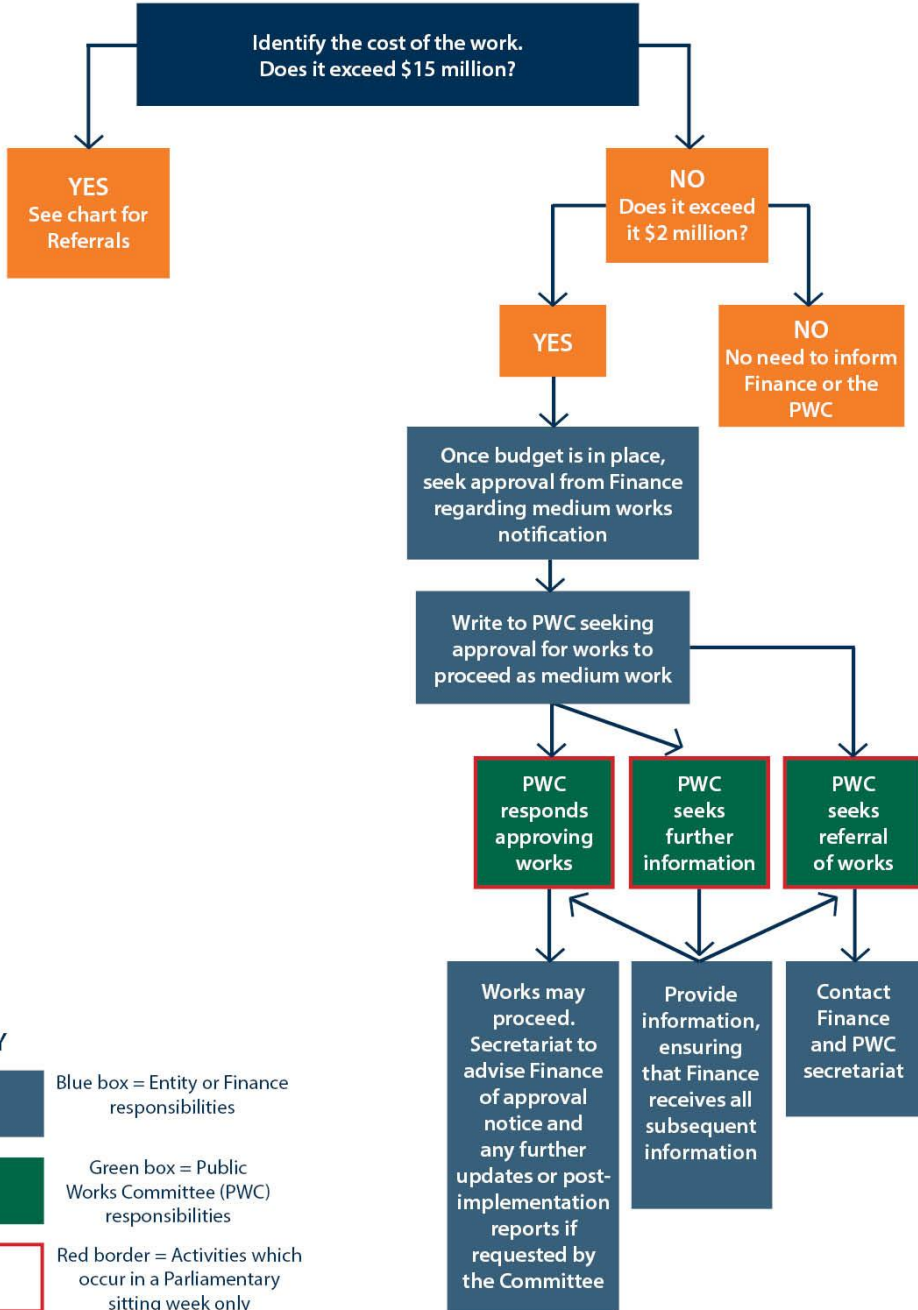 Identify the cost of the work.
Does it exceed $15 million?
YES
See chart for
Referrals
NO
Does it exceed
it $2 million?
YES
NO
No need to inform
Finance or the
PWC
Once budget is in place,
seek approval from Finance
regarding medium works
notification
Write to PWC seeking
approval for works to
proceed as medium work
PWC
responds
approving
works
PWC
seeks
further
information
PWC
seeks
referral
of works
Works may
proceed.
Secretariat to
advise Finance
of approval
notice and
any further
updates or post-
implementation
reports if
requested by
the Committee
Provide
information,
ensuring
that Finance
receives all
subsequent
information
Contact
Finance
and PWC
secretariat
Y
Blue box = Entity or Finance
responsibilities
Green box = Public
Works Committee (PWC)
responsibilities
Red border = Activities which
occur in a Parliamentary
sitting week only